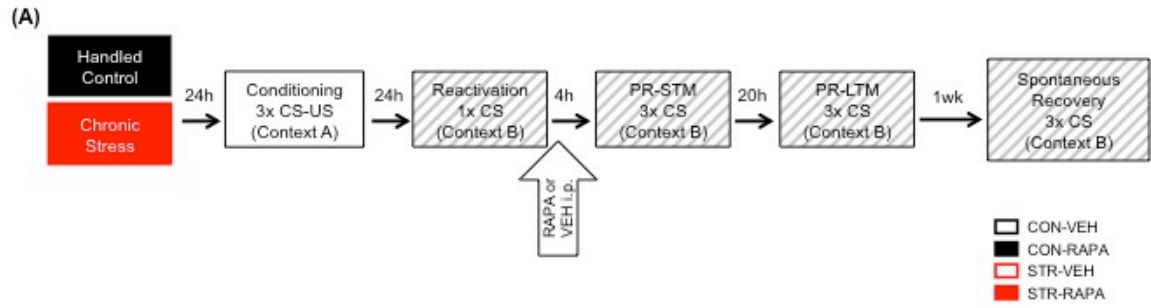 (A)
Handled
Control
Chronic
Stress
24h
Conditioning
3x CS-US
(Context A)
24h
Reactivation
1x CS
(Context B)
4h
RAPA or
VEH i.p.
PR-STM
3x CS
(Context B)
20h
PR-LTM
3x CS
(Context B)
1wk
Spontaneous
Recovery
3x CS
(Context B)
CON-VEH
CON-RAPA
STR-VEH
STR-RAPA